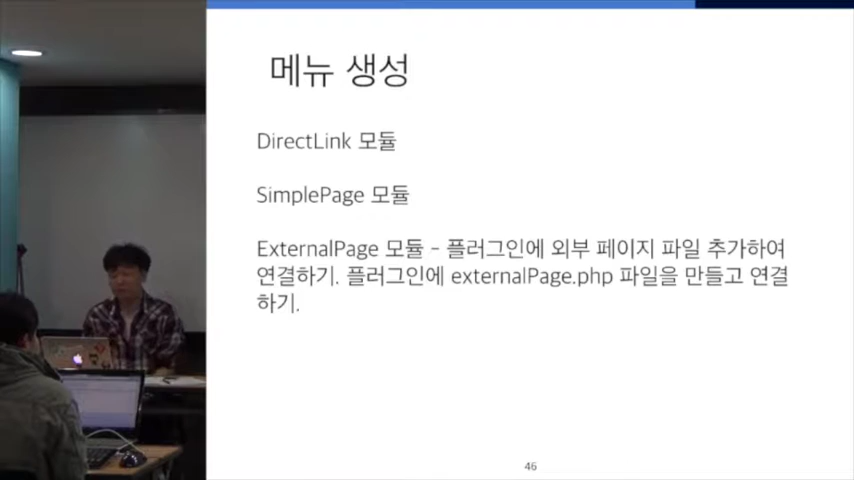 메뉴 생성
DirectLink 모듈
SimplePage 모듈
ExternalPage 모듈 - 플러그인에 외부 페이지 파일 추가하여
연결하기. 플러그인에 externalPage.php 파일을 만들고 연결
하기.
46